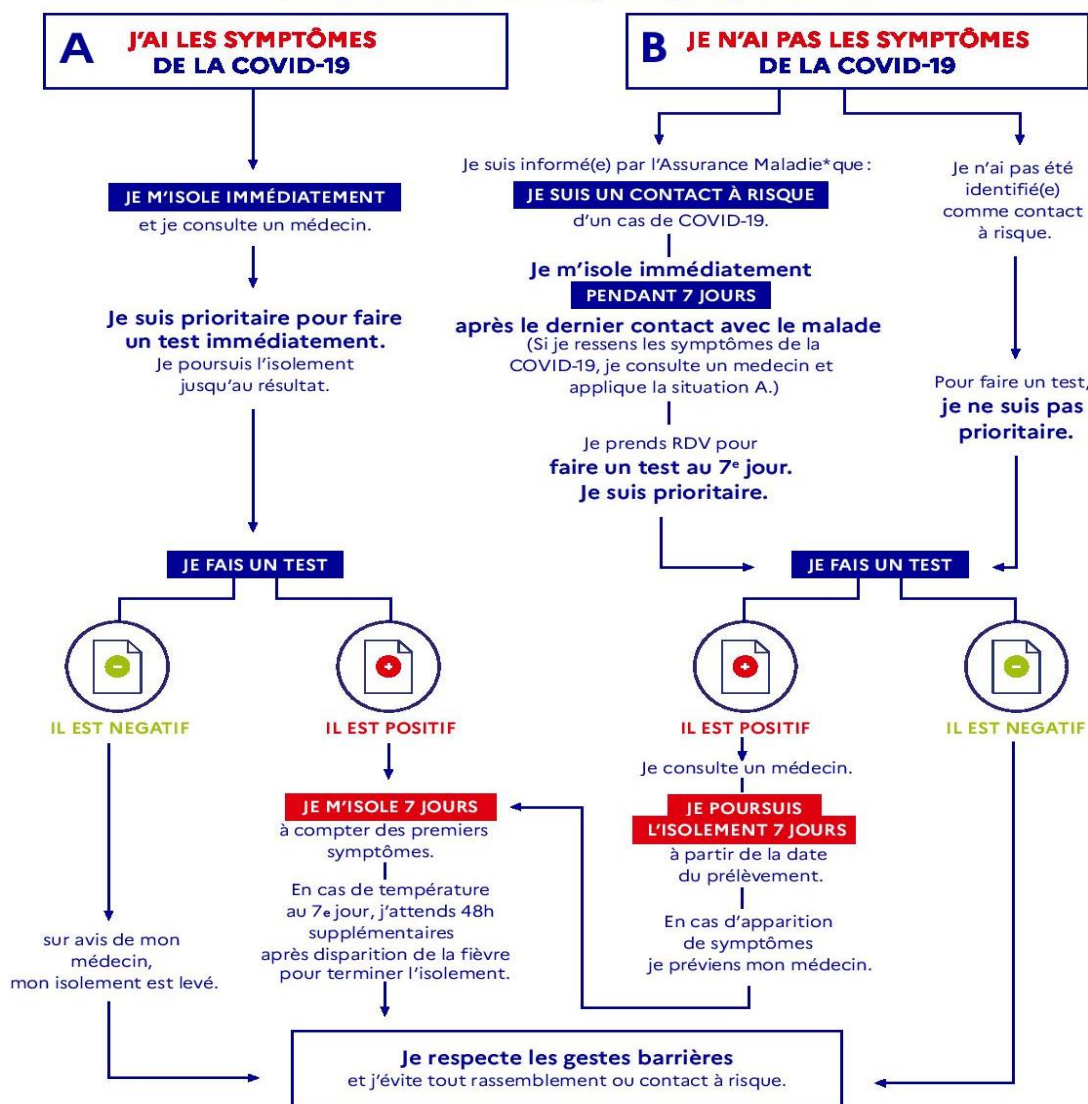 A
J'AI LES SYMPTÔMES
DE LA COVID-19
JE M'ISOLE IMMÉDIATEMENT
et je consulte un médecin.
Je suis prioritaire pour faire
un test immédiatement.
Je poursuis l'isolement
jusqu'au résultat.
JE FAIS UN TEST
IL EST NEGATIF
sur avis de mon
médecin,
mon isolement est levé.
IL EST POSITIF
JE M'ISOLE 7 JOURS
à compter des premiers
symptômes.
En cas de température
au 7e jour, j'attends 48h
supplémentaires
après disparition de la fièvre
pour terminer l'isolement.
B
JE N'AI PAS LES SYMPTÔMES
DE LA COVID-19
Je suis informé(e) par l'Assurance Maladie* que :
JE SUIS UN CONTACT À RISQUE
d'un cas de COVID-19.
Je m'isole immédiatement
PENDANT 7 JOURS
après le dernier contact avec le malade
(Si je ressens les symptômes de la
COVID-19, je consulte un medecin et
applique la situation A.)
Je prends RDV pour
faire un test au 7e jour.
Je suis prioritaire.
Je n'ai pas été
identifié(e)
comme contact
à risque.
Pour faire un test,
je ne suis pas
prioritaire.
JE FAIS UN TEST
IL EST POSITIF
Je consulte un médecin.
JE POURSUIS
L'ISOLEMENT 7 JOURS
à partir de la date
du prélèvement.
En cas d'apparition
de symptômes
je préviens mon médecin.
IL EST NEGATIF
Je respecte les gestes barrières
et j'évite tout rassemblement ou contact à risque.